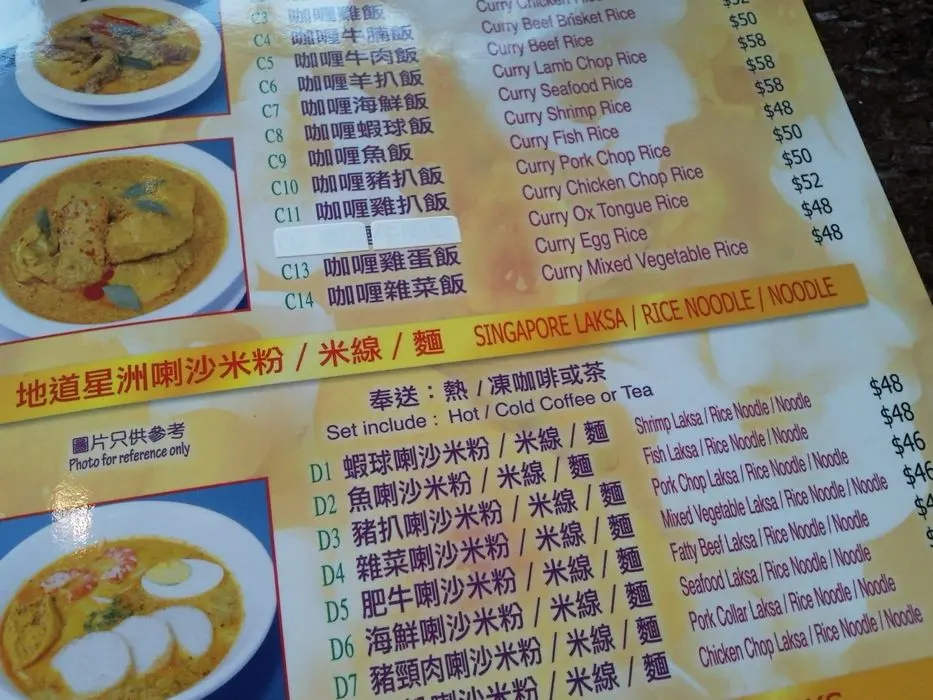 C3 咖喱雞飯 Curry Chicken Rice
C4 咖喱牛腩飯 Curry Beef Brisket Rice $52
C5 咖喱牛肉飯 Curry Beef Rice $50
C6 咖喱羊扒飯 Curry Lamb Chop Rice $58
C7 咖喱海鮮飯 Curry Seafood Rice $58
C8 咖喱蝦球飯 Curry Shrimp Rice $58
C9 咖喱魚飯 Curry Fish Rice $48
C10 咖喱豬扒飯 Curry Pork Chop Rice $50
C11 咖喱雞扒飯 Curry Chicken Chop Rice $50
Curry Ox Tongue Rice $52
C13 咖喱雞蛋飯 Curry Egg Rice $48
C14 咖喱雜菜飯 Curry Mixed Vegetable Rice $48
地道星洲喇沙米粉 / 米線 / 麵 SINGAPORE LAKSA / RICE NOODLE / NOODLE
奉送：熱 / 凍咖啡或茶
Set include : Hot / Cold Coffee or Tea
圖片只供參考
Photo for reference only
D1 蝦球喇沙米粉 / 米線 / 麵 Shrimp Laksa / Rice Noodle / Noodle $48
D2 魚喇沙米粉 / 米線 / 麵 Fish Laksa / Rice Noodle / Noodle $48
D3 豬扒喇沙米粉 / 米線 / 麵 Pork Chop Laksa / Rice Noodle / Noodle $46
D4 雜菜喇沙米粉 / 米線 / 麵 Mixed Vegetable Laksa / Rice Noodle / Noodle $46
D5 肥牛喇沙米粉 / 米線 / 麵 Fatty Beef Laksa / Rice Noodle / Noodle
D6 海鮮喇沙米粉 / 米線 / 麵 Seafood Laksa / Rice Noodle / Noodle
D7 豬頸肉喇沙米粉 / 米線 / 麵 Pork Collar Laksa / Rice Noodle / Noodle
喇沙米粉 / 米線 / 麵 Chicken Chop Laksa / Rice Noodle / Noodle